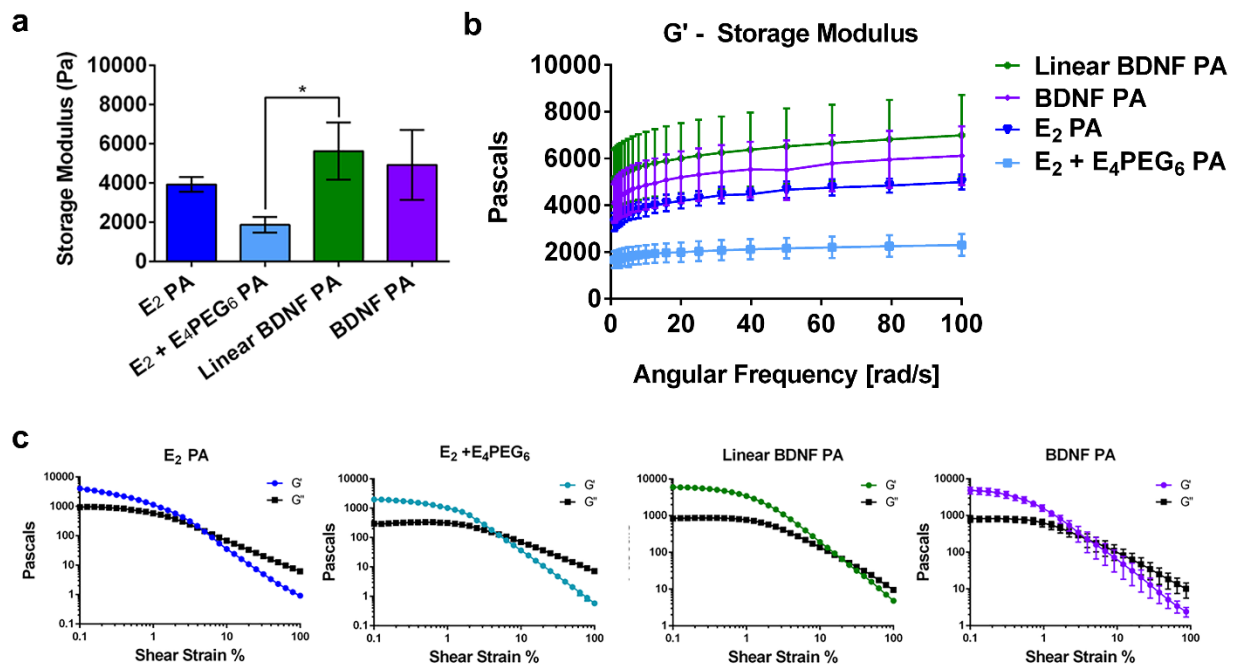 a
Storage Modulus (Pa)
10000
8000
6000
4000
2000
0
*
E₂ PA
E₂ + E₄PEG₆ PA
Linear BDNF PA
BDNF PA
b
G' - Storage Modulus
Pascals
10000
8000
6000
4000
2000
0
0 20 40 60 80 100
Angular Frequency [rad/s]
Linear BDNF PA
BDNF PA
E₂ PA
E₂ + E₄PEG₆ PA
c
E₂ PA
Pascals
10000
1000
100
10
1
0.1
0.1 1 10 100
Shear Strain %
G'
G"
E₂ +E₄PEG₆
Pascals
10000
1000
100
10
1
0.1
0.1 1 10 100
Shear Strain %
G'
G"
Linear BDNF PA
10000
1000
100
10
1
0.1 1 10 100
Shear Strain %
G'
G"
BDNF PA
Pascals
10000
1000
100
10
1
0.1 1 10 100
Shear Strain %
G'
G"